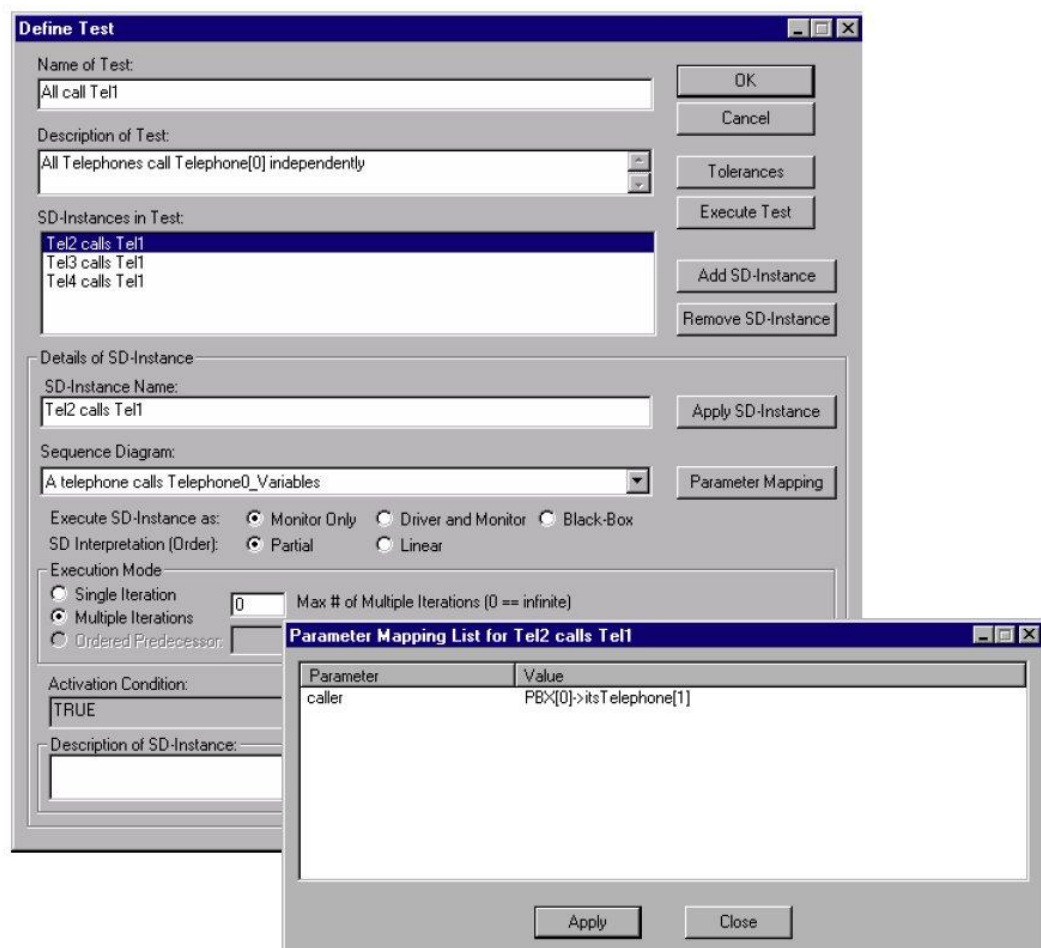 Define Test
Name of Test:
All call Tel1
OK
Cancel
Description of Test:
All Telephones call Telephone[0] independently
Tolerances
Execute Test
SD-Instances in Test:
Tel2 calls Tel1
Tel3 calls Tel1
Tel4 calls Tel1
Add SD-Instance
Remove SD-Instance
Details of SD-Instance
SD-Instance Name:
Tel2 calls Tel1
Apply SD-Instance
Sequence Diagram:
A telephone calls Telephone0_Variables
Parameter Mapping
Execute SD-Instance as: Monitor Only Driver and Monitor Black-Box
SD Interpretation (Order): Partial Linear
Execution Mode
Single Iteration
Multiple Iterations
0 Max # of Multiple Iterations (0 == infinite)
Ordered Predecessor:
Activation Condition:
TRUE
Description of SD-Instance:
Parameter Mapping List for Tel2 calls Tel1
Parameter Value
caller PBX[0]->itsTelephone[1]
Apply Close